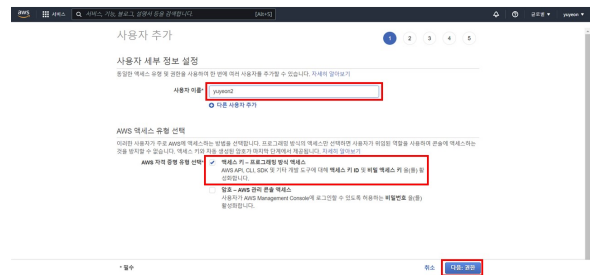 aws 서비스 서비스, 기능, 블로그, 설명서 등을 검색합니다. [Alt+S] 글로벌 yuyeon
사용자 추가 1 2 3 4 5
사용자 세부 정보 설정
동일한 액세스 유형 및 권한을 사용하여 한 번에 여러 사용자를 추가할 수 있습니다. 자세히 알아보기
사용자 이름* yuyeon2
다른 사용자 추가
AWS 액세스 유형 선택
이러한 사용자가 주로 AWS에 액세스하는 방법을 선택합니다. 프로그래밍 방식의 액세스만 선택하면 사용자가 위임된 역할을 사용하여 콘솔에 액세스하는
것을 방지할 수 없습니다. 액세스 키와 자동 생성된 암호가 마지막 단계에서 제공됩니다. 자세히 알아보기
AWS 자격 증명 유형 선택* 액세스 키 – 프로그래밍 방식 액세스
AWS API, CLI, SDK 및 기타 개발 도구에 대해 액세스 키 ID 및 비밀 액세스 키 을(를) 활
성화합니다.
암호 – AWS 관리 콘솔 액세스
사용자가 AWS Management Console에 로그인할 수 있도록 허용하는 비밀번호 을(를)
활성화합니다.
* 필수 취소 다음: 권한